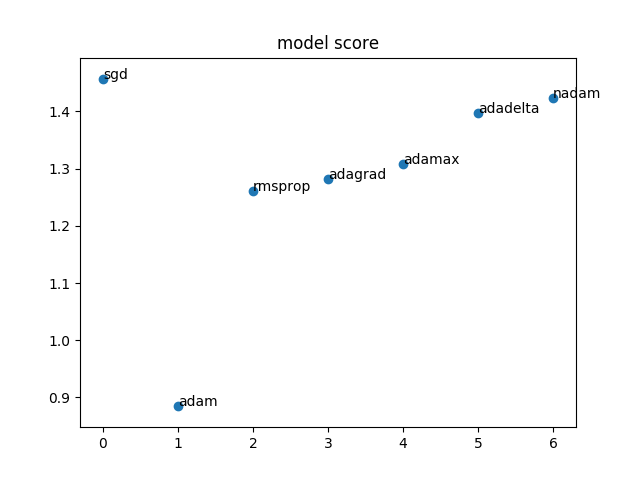 model score
sgd
nadam
adadelta
1.4
adamax
1.3
adagrad
rmsprop
1.2
1.1
1.0
0.9
adam
0 1 2 3 4 5 6